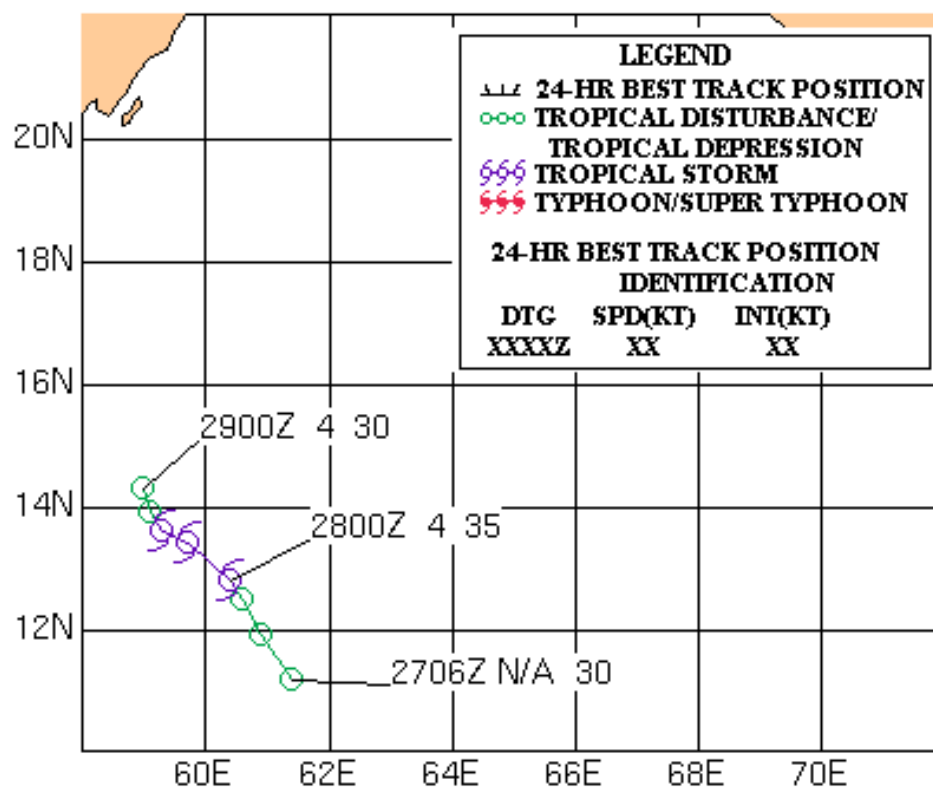 LEGEND
24-HR BEST TRACK POSITION
TROPICAL DISTURBANCE/
TROPICAL DEPRESSION
TROPICAL STORM
TYPHOON/SUPER TYPHOON
24-HR BEST TRACK POSITION
IDENTIFICATION
DTG SPD(KT) INT(KT)
XXXXZ XX XX
20N
18N
16N
14N
12N
2900Z 4 30
2800Z 4 35
2706Z N/A 30
60E 62E 64E 66E 68E 70E